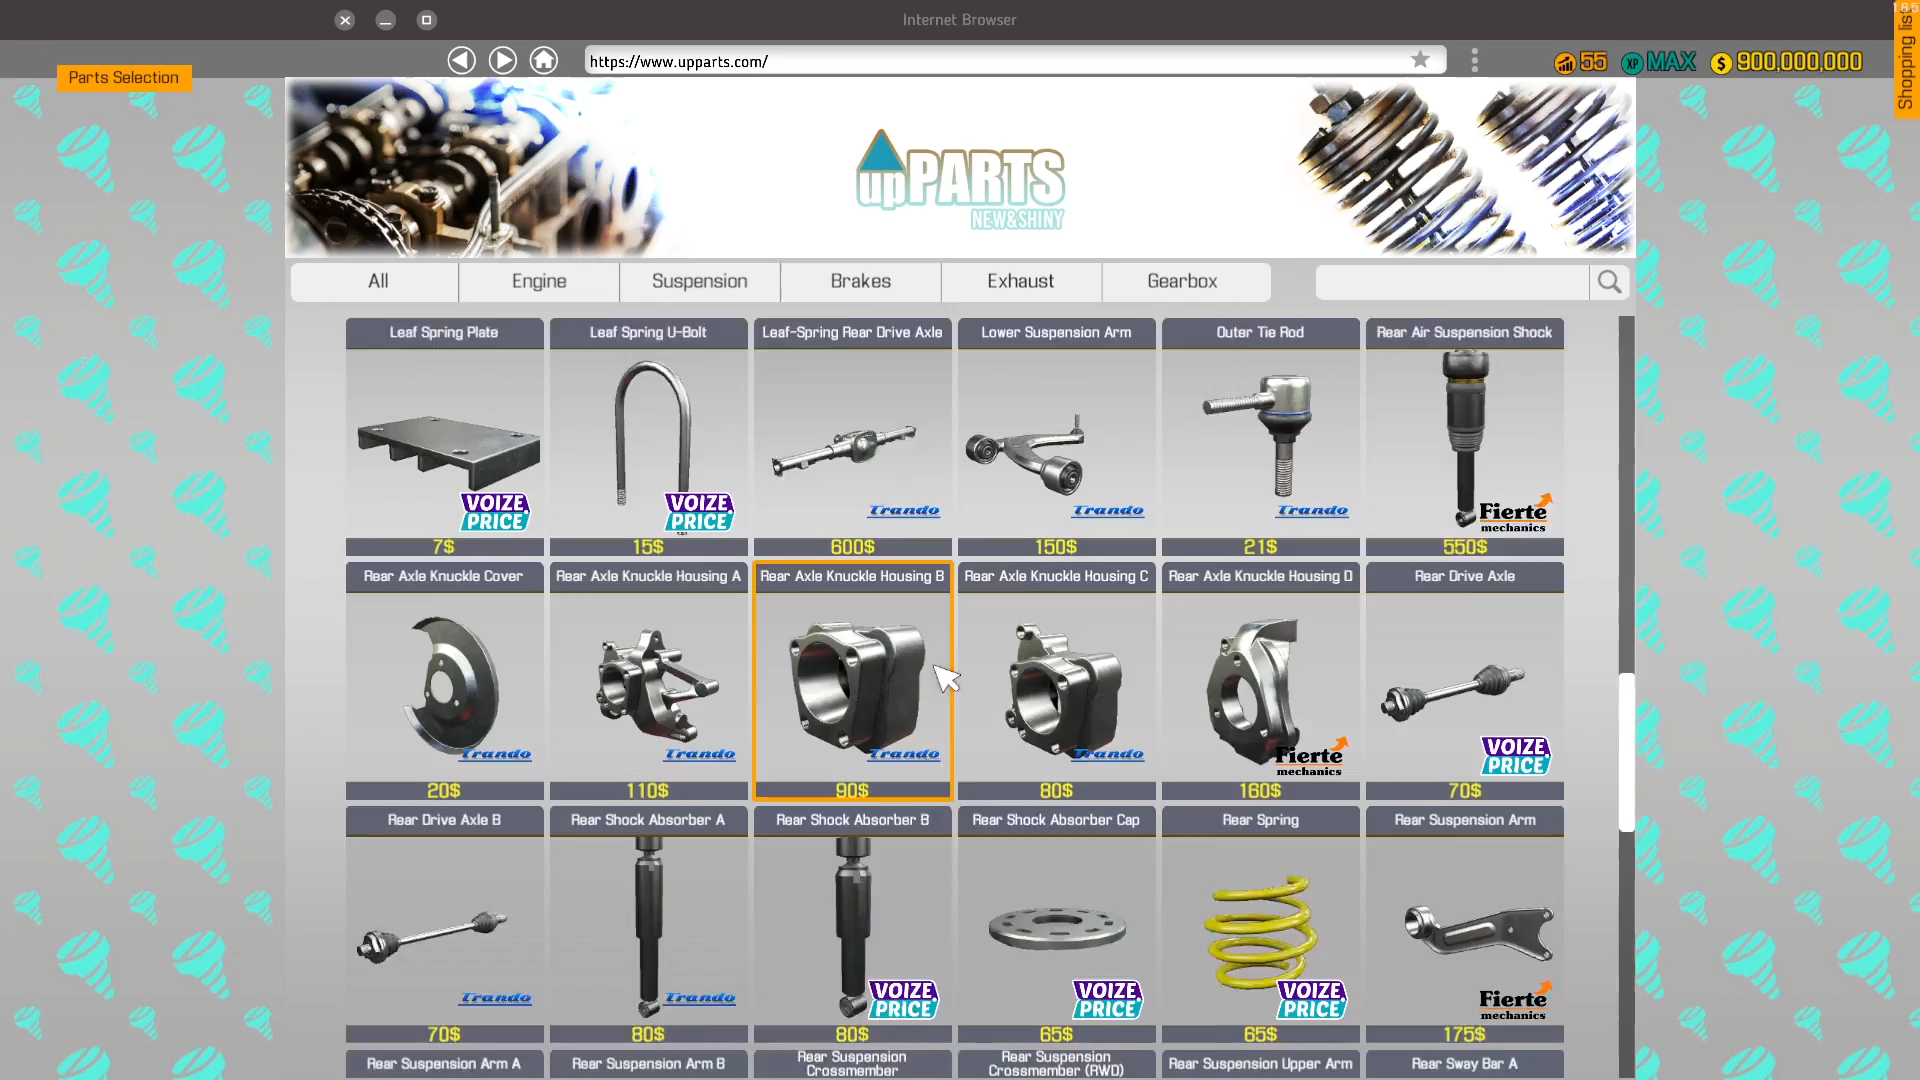 Internet Browser
185
Shopping list
https://www.upparts.com/
55
XP MAX
$ 900,000,000
Parts Selection
upPARTS
NEW&SHINY
All
Engine
Suspension
Brakes
Exhaust
Gearbox
Leaf Spring Plate
Leaf Spring U-Bolt
Leaf-Spring Rear Drive Axle
Lower Suspension Arm
Outer Tie Rod
Rear Air Suspension Shock
VOIZE
PRICE
VOIZE
PRICE
Trando
Trando
Trando
Fierte
mechanics
7$
15$
600$
150$
21$
550$
Rear Axle Knuckle Cover
Rear Axle Knuckle Housing A
Rear Axle Knuckle Housing B
Rear Axle Knuckle Housing C
Rear Axle Knuckle Housing D
Rear Drive Axle
Trando
Trando
Trando
Trando
Fierte
mechanics
VOIZE
PRICE
20$
110$
90$
80$
160$
70$
Rear Drive Axle B
Rear Shock Absorber A
Rear Shock Absorber B
Rear Shock Absorber Cap
Rear Spring
Rear Suspension Arm
Trando
Trando
VOIZE
PRICE
VOIZE
PRICE
VOIZE
PRICE
Fierte
mechanics
70$
80$
80$
65$
65$
175$
Rear Suspension Arm A
Rear Suspension Arm B
Rear Suspension
Crossmember
Rear Suspension
Crossmember (RWD)
Rear Suspension Upper Arm
Rear Sway Bar A